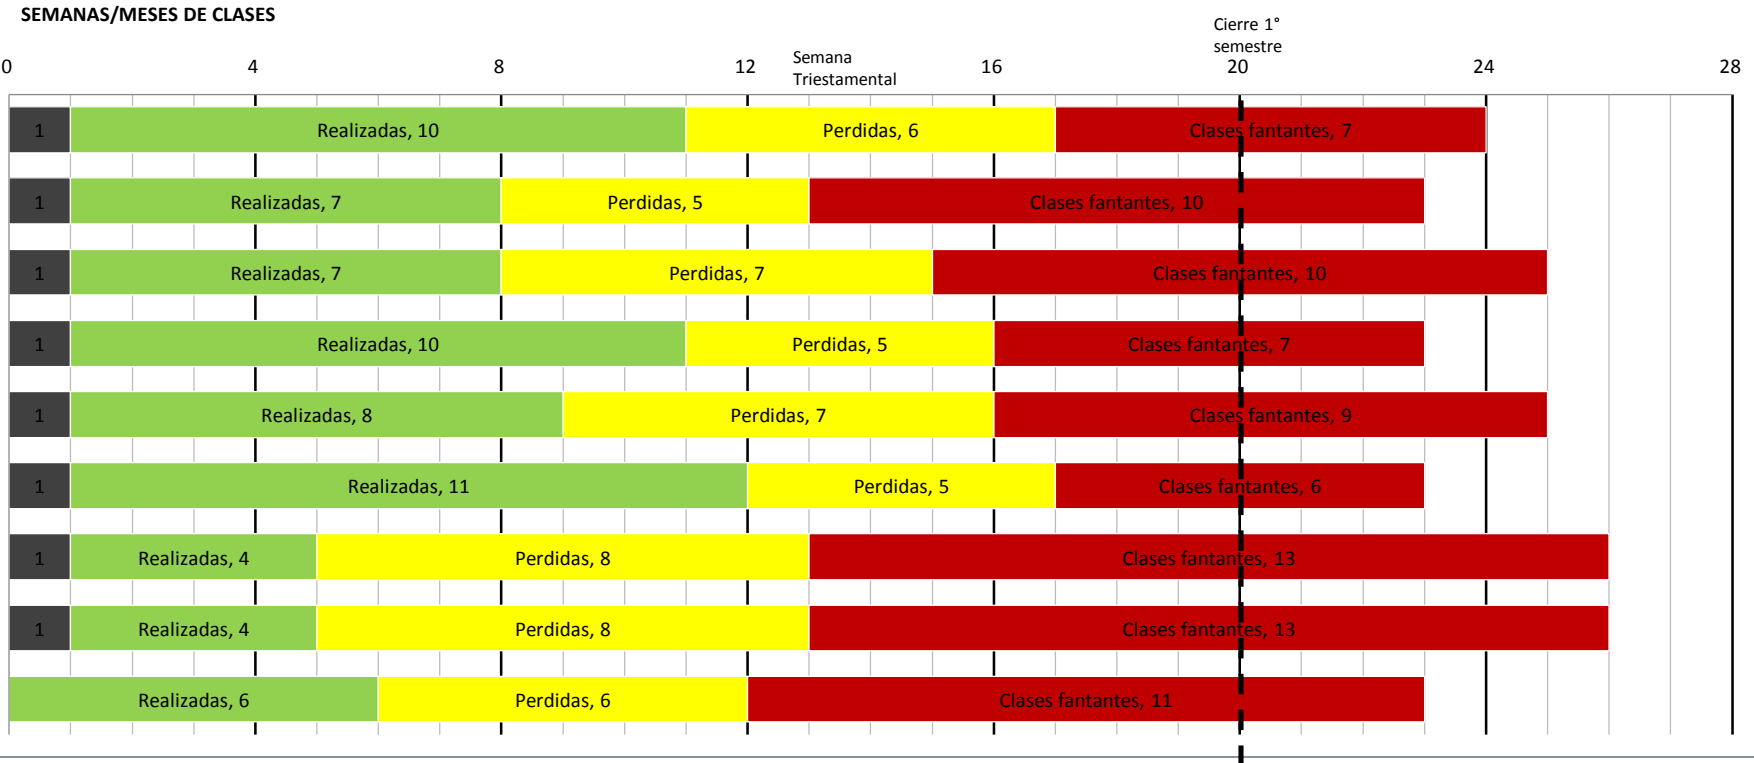 SEMANAS/MESES DE CLASES
Cierre 1°
semestre
Semana
Triestamental
0 4 8 12 16 20 24 28
1 Realizadas, 10 Perdidas, 6 Clases fantantes, 7
1 Realizadas, 7 Perdidas, 5 Clases fantantes, 10
1 Realizadas, 7 Perdidas, 7 Clases fantantes, 10
1 Realizadas, 10 Perdidas, 5 Clases fantantes, 7
1 Realizadas, 8 Perdidas, 7 Clases fantantes, 9
1 Realizadas, 11 Perdidas, 5 Clases fantantes, 6
1 Realizadas, 4 Perdidas, 8 Clases fantantes, 13
1 Realizadas, 4 Perdidas, 8 Clases fantantes, 13
Realizadas, 6 Perdidas, 6 Clases fantantes, 11